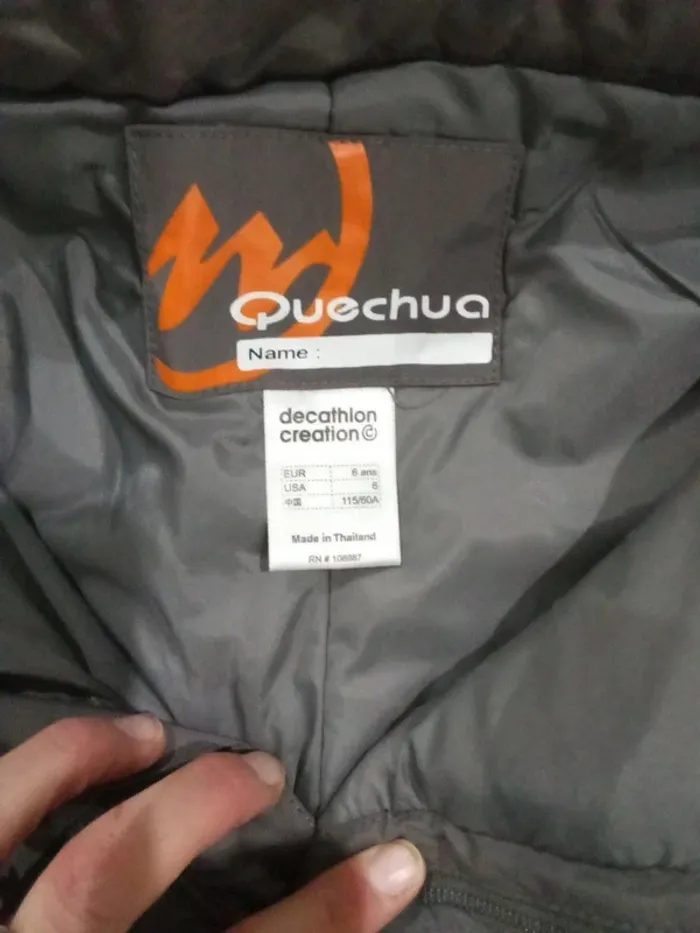 Quechua
Name :
decathlon
creation©
EUR 6 ans
USA 6
中国 115/60A
Made in Thailand
RN # 108887